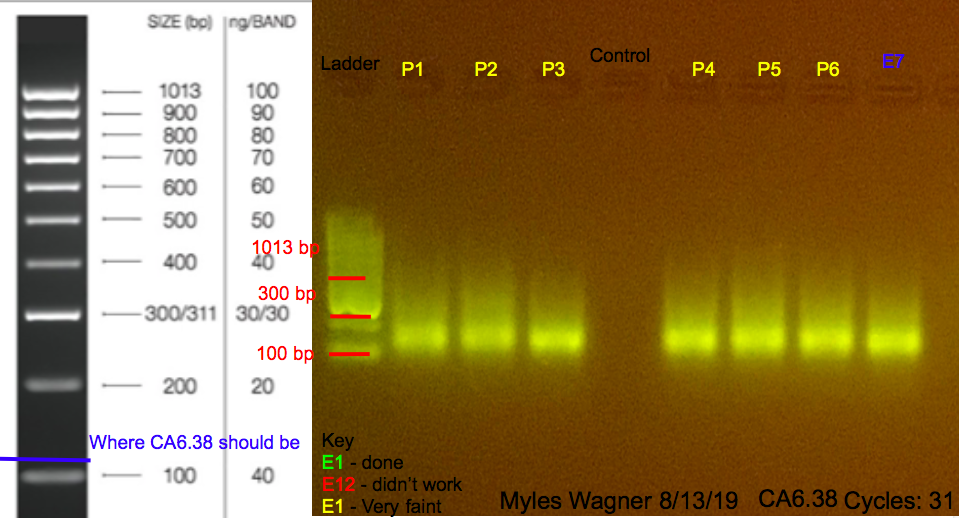 SIZE (bp) ng/BAND
1013 100
900 90
800 80
700 70
600 60
500 50
400 40
300/311 30/30
200 20
Where CA6.38 should be
100 40
Ladder P1 P2 P3 Control P4 P5 P6 E7
1013 bp
300 bp
100 bp
Key
E1 - done
E12 - didn't work
E1 - Very faint
Myles Wagner 8/13/19 CA6.38 Cycles: 31